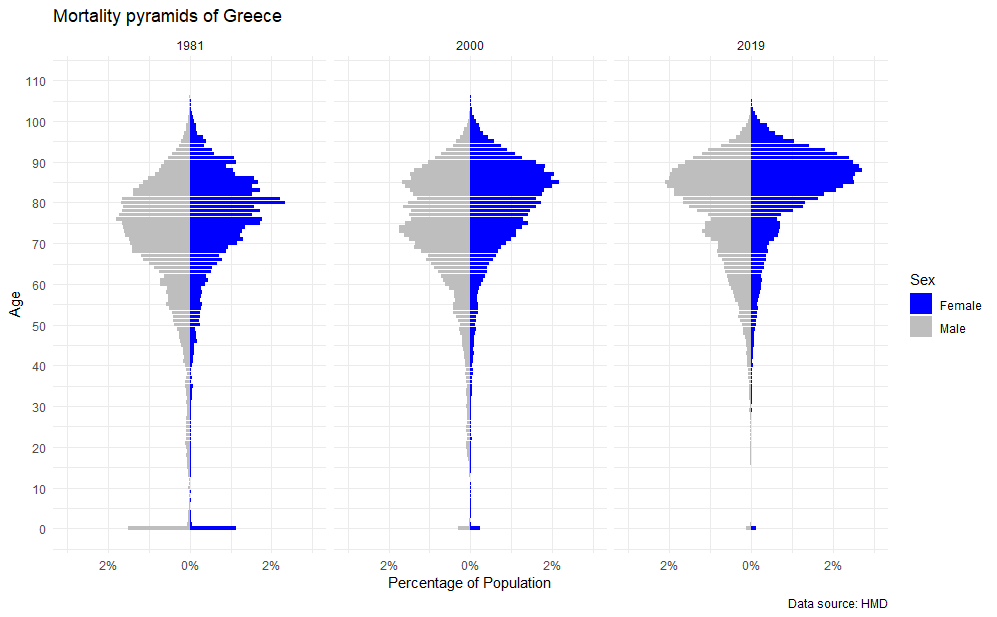 Mortality pyramids of Greece
1981
2000
2019
110
100
90
80
70
60
50
40
30
20
10
0
Age
2% 0% 2%
2% 0% 2%
2% 0% 2%
Percentage of Population
Sex
Female
Male
Data source: HMD